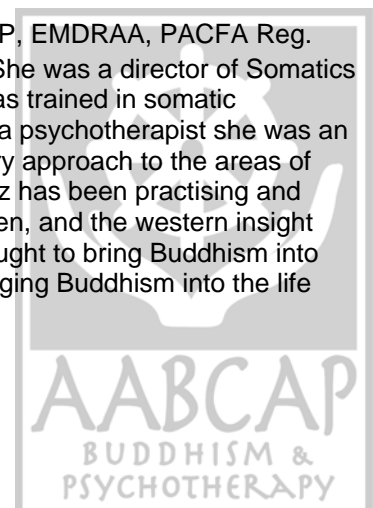 P, EMDRAA, PACFA Reg.
She was a director of Somatics
as trained in somatic
a psychotherapist she was an
ry approach to the areas of
z has been practising and
en, and the western insight
ught to bring Buddhism into
ging Buddhism into the life
AABCAP
BUDDHISM &
PSYCHOTHERAPY